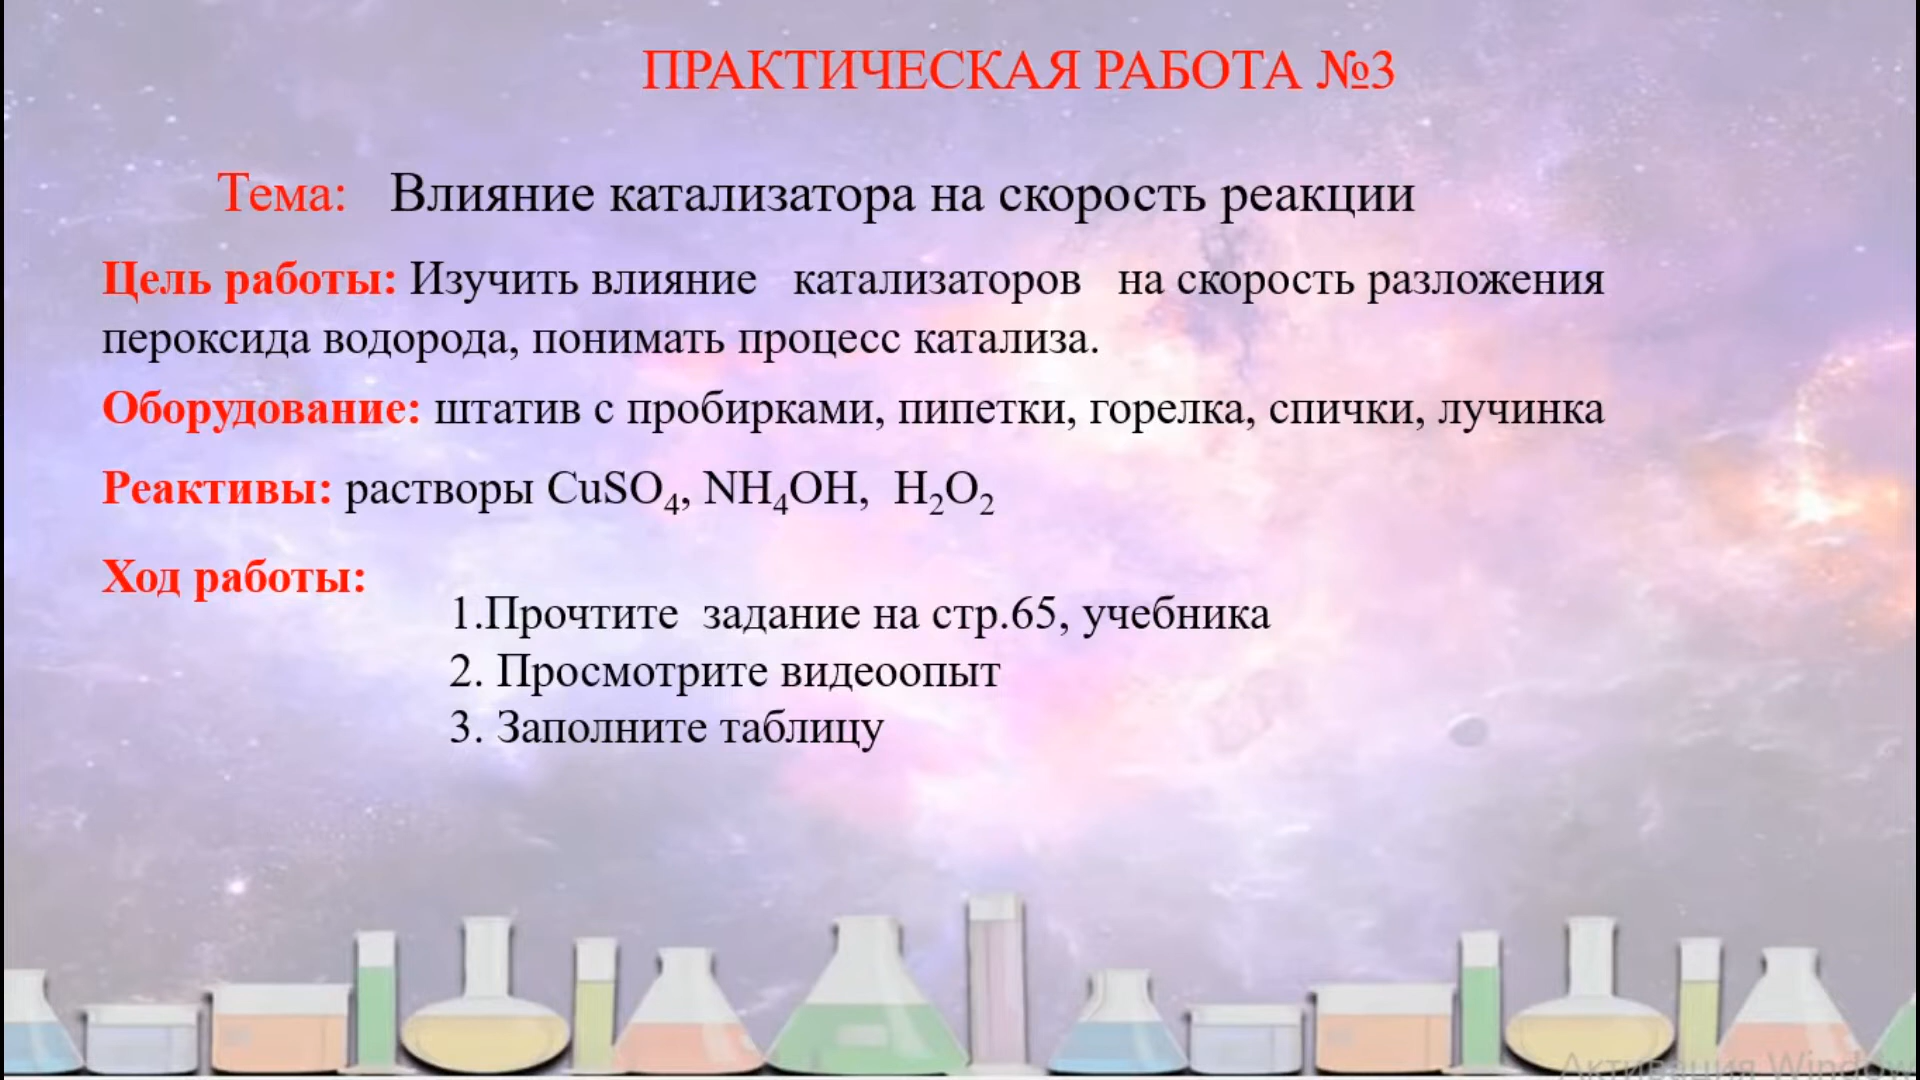 ПРАКТИЧЕСКАЯ РАБОТА №3
Тема: Влияние катализатора на скорость реакции
Цель работы: Изучить влияние катализаторов на скорость разложения
пероксида водорода, понимать процесс катализа.
Оборудование: штатив с пробирками, пипетки, горелка, спички, лучинка
Реактивы: растворы CuSO₄, NH₄OH, H₂O₂
Ход работы:
1.Прочтите задание на стр.65, учебника
2. Просмотрите видеоопыт
3. Заполните таблицу
Активация Windows